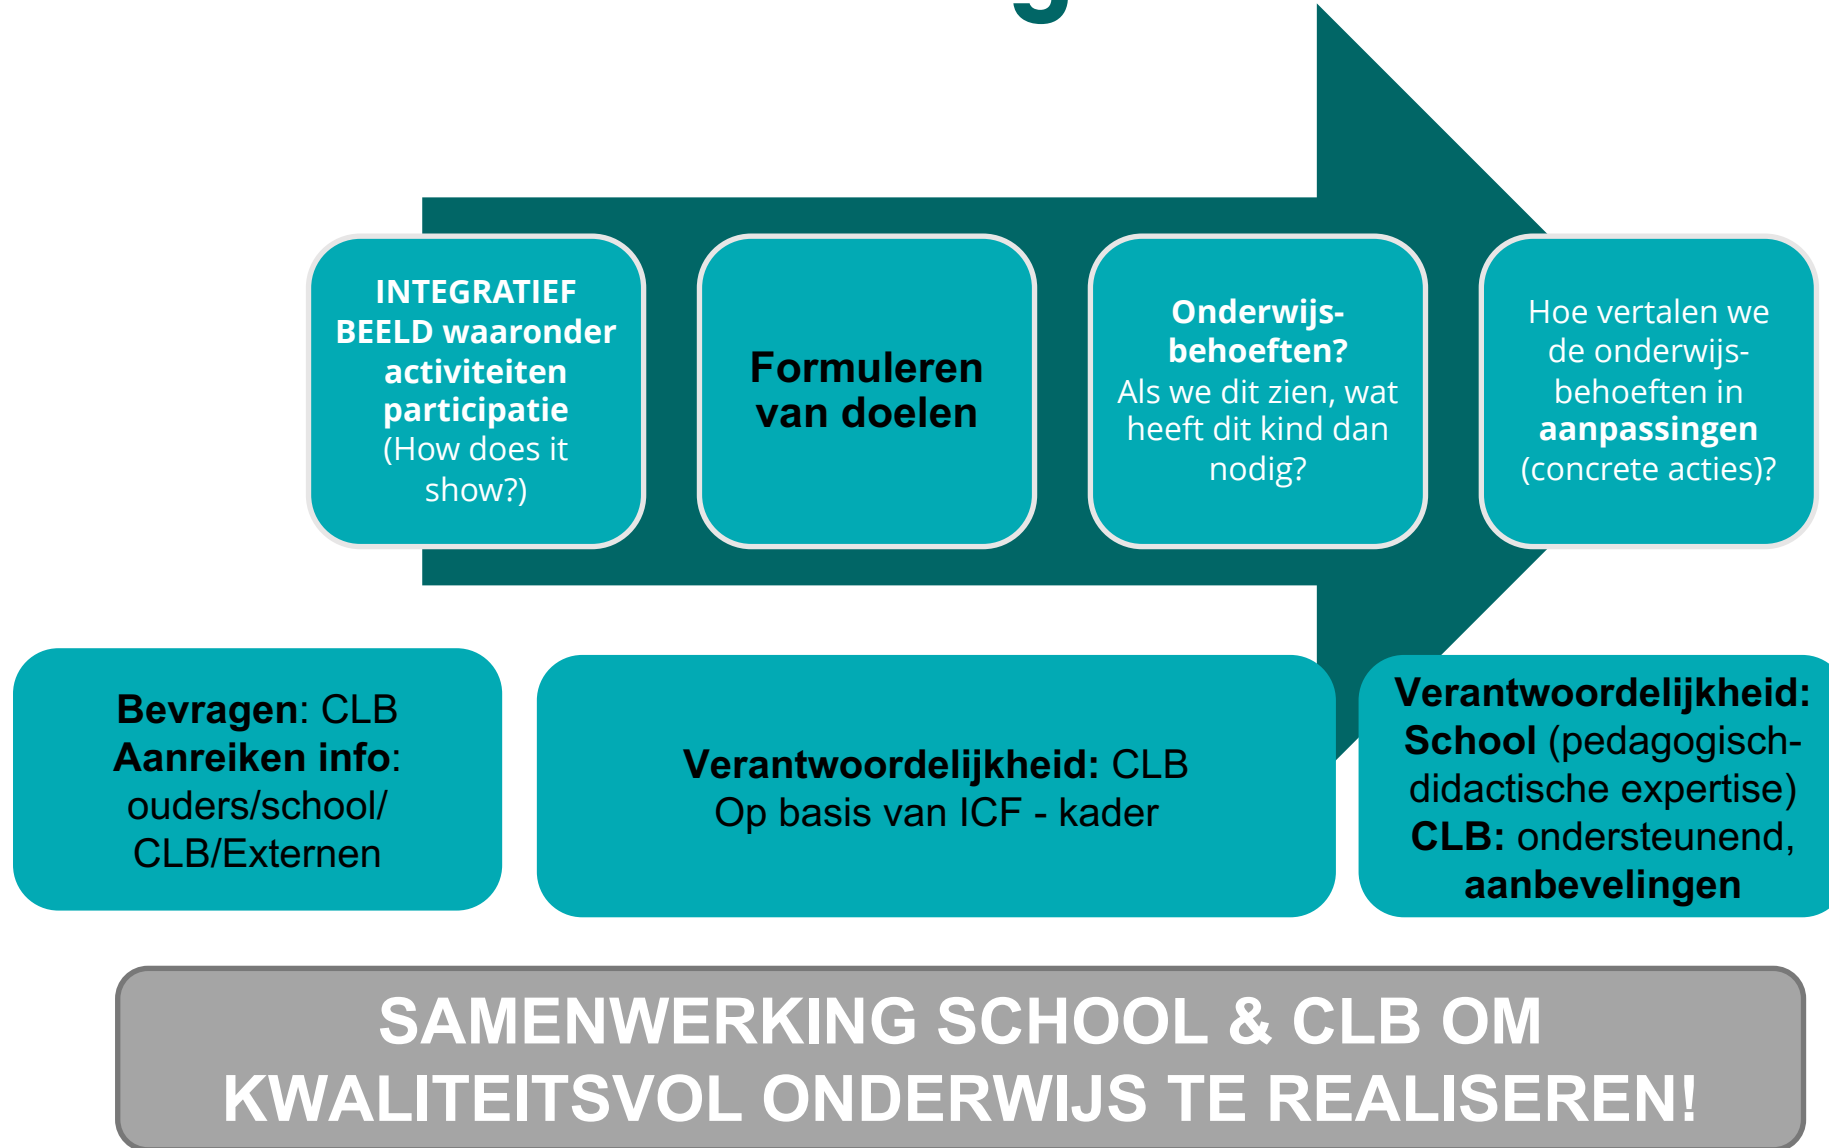 INTEGRATIEF
BEELD waaronder
activiteiten
participatie
(How does it
show?)
Formuleren
van doelen
Onderwijs-
behoeften?
Als we dit zien, wat
heeft dit kind dan
nodig?
Hoe vertalen we
de onderwijs-
behoeften in
aanpassingen
(concrete acties)?
Bevragen: CLB
Aanreiken info:
ouders/school/
CLB/Externen
Verantwoordelijkheid: CLB
Op basis van ICF - kader
Verantwoordelijkheid:
School (pedagogisch-
didactische expertise)
CLB: ondersteunend,
aanbevelingen
SAMENWERKING SCHOOL & CLB OM
KWALITEITSVOL ONDERWIJS TE REALISEREN!